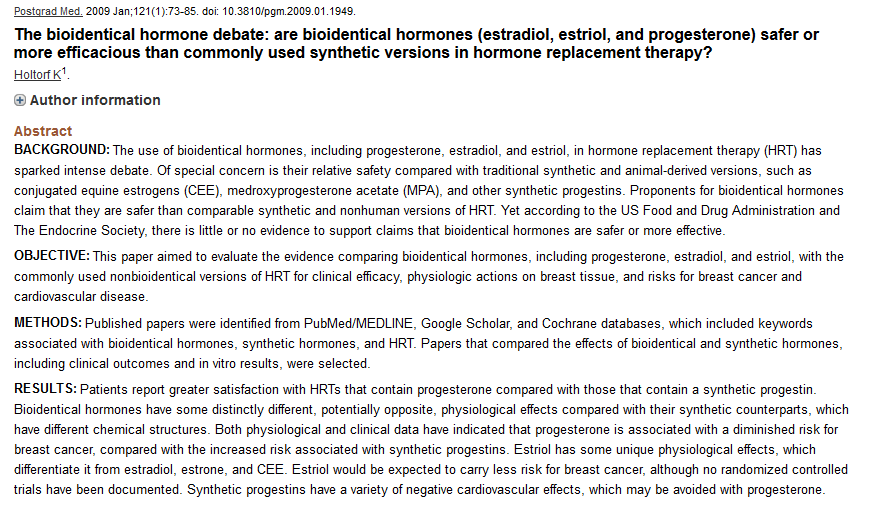 Postgrad Med. 2009 Jan;121(1):73-85. doi: 10.3810/pgm.2009.01.1949.
The bioidentical hormone debate: are bioidentical hormones (estradiol, estriol, and progesterone) safer or
more efficacious than commonly used synthetic versions in hormone replacement therapy?
Holtorf K1.
Author information
Abstract
BACKGROUND: The use of bioidentical hormones, including progesterone, estradiol, and estriol, in hormone replacement therapy (HRT) has
sparked intense debate. Of special concern is their relative safety compared with traditional synthetic and animal-derived versions, such as
conjugated equine estrogens (CEE), medroxyprogesterone acetate (MPA), and other synthetic progestins. Proponents for bioidentical hormones
claim that they are safer than comparable synthetic and nonhuman versions of HRT. Yet according to the US Food and Drug Administration and
The Endocrine Society, there is little or no evidence to support claims that bioidentical hormones are safer or more effective.
OBJECTIVE: This paper aimed to evaluate the evidence comparing bioidentical hormones, including progesterone, estradiol, and estriol, with the
commonly used nonbioidentical versions of HRT for clinical efficacy, physiologic actions on breast tissue, and risks for breast cancer and
cardiovascular disease.
METHODS: Published papers were identified from PubMed/MEDLINE, Google Scholar, and Cochrane databases, which included keywords
associated with bioidentical hormones, synthetic hormones, and HRT. Papers that compared the effects of bioidentical and synthetic hormones,
including clinical outcomes and in vitro results, were selected.
RESULTS: Patients report greater satisfaction with HRTs that contain progesterone compared with those that contain a synthetic progestin.
Bioidentical hormones have some distinctly different, potentially opposite, physiological effects compared with their synthetic counterparts, which
have different chemical structures. Both physiological and clinical data have indicated that progesterone is associated with a diminished risk for
breast cancer, compared with the increased risk associated with synthetic progestins. Estriol has some unique physiological effects, which
differentiate it from estradiol, estrone, and CEE. Estriol would be expected to carry less risk for breast cancer, although no randomized controlled
trials have been documented. Synthetic progestins have a variety of negative cardiovascular effects, which may be avoided with progesterone.